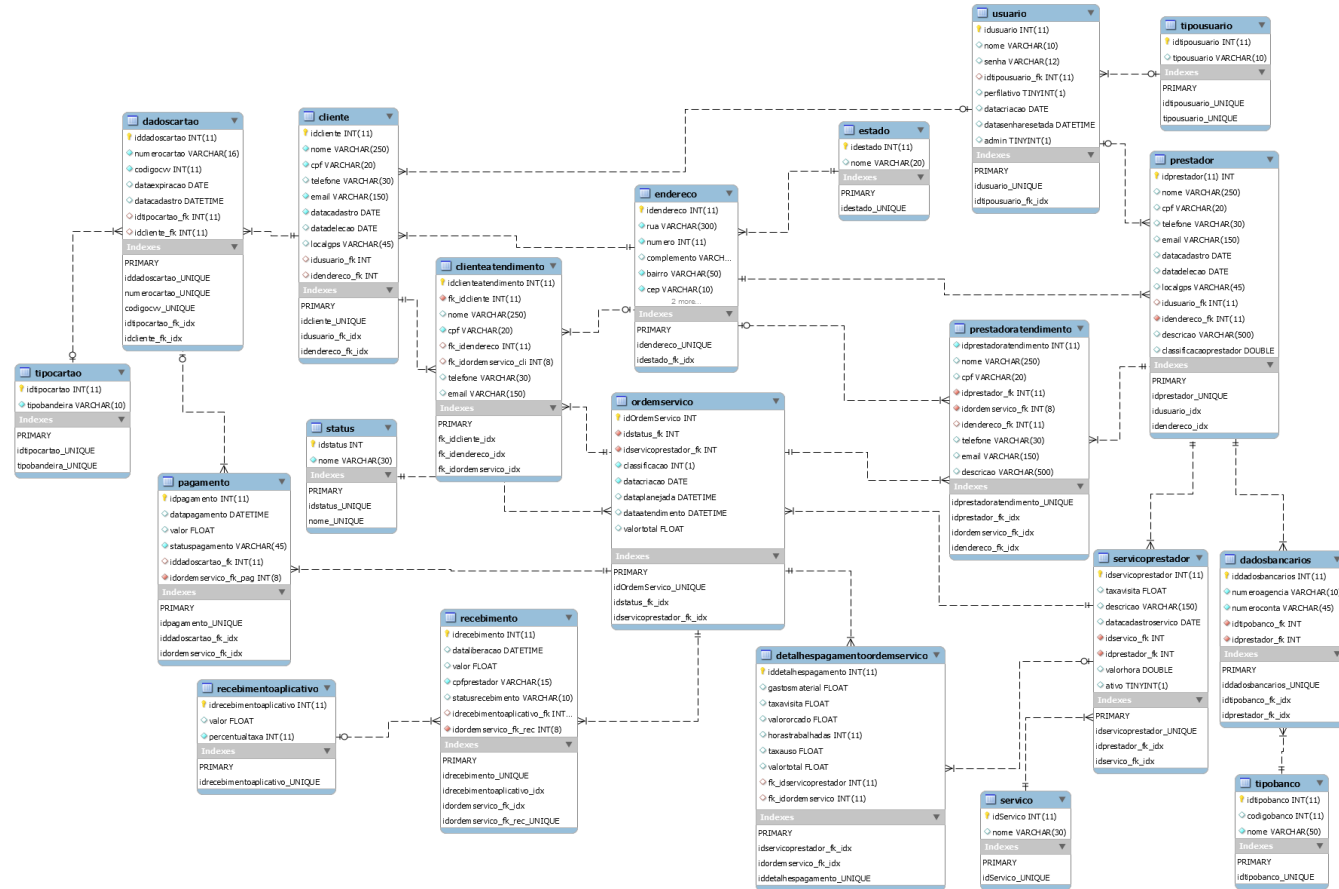 usuario
idusuario INT(11)
nome VARCHAR(10)
senha VARCHAR(12)
idtipousuario_fk INT(11)
perfilativo TINYINT(1)
datacriacao DATE
datasenharesetada DATETIME
admin TINYINT(1)
Indexes
PRIMARY
idusuario_UNIQUE
idtipousuario_fk_idx
tipousuario
idtipousuario INT(11)
tipousuario VARCHAR(10)
Indexes
PRIMARY
idtipousuario_UNIQUE
tipousuario_UNIQUE
dadoscartao
iddadoscartao INT(11)
numerocartao VARCHAR(16)
codigocvv INT(11)
dataexpiracao DATE
datacadastro DATETIME
idtipocartao_fk INT(11)
idcliente_fk INT(11)
Indexes
PRIMARY
iddadoscartao_UNIQUE
numerocartao_UNIQUE
codigocvv_UNIQUE
idtipocartao_fk_idx
idcliente_fk_idx
cliente
idcliente INT(11)
nome VARCHAR(250)
cpf VARCHAR(20)
telefone VARCHAR(30)
email VARCHAR(150)
datacadastro DATE
datadelecao DATE
localgps VARCHAR(45)
idusuario_fk INT
idendereco_fk INT
Indexes
PRIMARY
idcliente_UNIQUE
idusuario_fk_idx
idendereco_fk_idx
estado
idestado INT(11)
nome VARCHAR(20)
Indexes
PRIMARY
idestado_UNIQUE
prestador
idprestador(11) INT
nome VARCHAR(250)
cpf VARCHAR(20)
telefone VARCHAR(30)
email VARCHAR(150)
datacadastro DATE
datadelecao DATE
localgps VARCHAR(45)
idusuario_fk INT(11)
idendereco_fk INT(11)
descricao VARCHAR(500)
classificacaoprestador DOUBLE
Indexes
PRIMARY
idprestador_UNIQUE
idusuario_idx
idendereco_idx
endereco
idendereco INT(11)
rua VARCHAR(300)
numero INT(11)
complemento VARCH...
bairro VARCHAR(50)
cep VARCHAR(10)
2 more...
Indexes
PRIMARY
idendereco_UNIQUE
idestado_fk_idx
clienteatendimento
idclienteatendimento INT(11)
fk_idcliente INT(11)
nome VARCHAR(250)
cpf VARCHAR(20)
fk_idendereco INT(11)
fk_idordemservico_cli INT(8)
telefone VARCHAR(30)
email VARCHAR(150)
Indexes
PRIMARY
fk_idcliente_idx
fk_idendereco_idx
fk_idordemservico_idx
prestadoratendimento
idprestadoratendimento INT(11)
nome VARCHAR(250)
cpf VARCHAR(20)
idprestador_fk INT(11)
idordemservico_fk INT(8)
idendereco_fk INT(11)
telefone VARCHAR(30)
email VARCHAR(150)
descricao VARCHAR(500)
Indexes
idprestadoratendimento_UNIQUE
idprestador_fk_idx
idordemservico_fk_idx
idendereco_fk_idx
tipocartao
idtipocartao INT(11)
tipobandeira VARCHAR(10)
Indexes
PRIMARY
idtipocartao_UNIQUE
tipobandeira_UNIQUE
status
idstatus INT
nome VARCHAR(30)
Indexes
PRIMARY
idstatus_UNIQUE
nome_UNIQUE
ordemservico
idOrdemServico INT
idstatus_fk INT
idservicoprestador_fk INT
classificacao INT(1)
datacriacao DATE
dataplanejada DATETIME
dataatendimento DATETIME
valortotal FLOAT
Indexes
PRIMARY
idOrdemServico_UNIQUE
idstatus_fk_idx
idservicoprestador_fk_idx
pagamento
idpagamento INT(11)
datapagamento DATETIME
valor FLOAT
statuspagamento VARCHAR(45)
iddadoscartao_fk INT(11)
idordemservico_fk_pag INT(8)
Indexes
PRIMARY
idpagamento_UNIQUE
iddadoscartao_fk_idx
idordemservico_fk_idx
servicoprestador
idservicoprestador INT(11)
taxavisita FLOAT
descricao VARCHAR(150)
datacadastroservico DATE
idservico_fk INT
idprestador_fk INT
valorhora DOUBLE
ativo TINYINT(1)
Indexes
PRIMARY
idservicoprestador_UNIQUE
idprestador_fk_idx
idservico_fk_idx
dadosbancarios
iddadosbancarios INT(11)
numeroagencia VARCHAR(10)
numeroconta VARCHAR(45)
idtipobanco_fk INT
idprestador_fk INT
Indexes
PRIMARY
iddadosbancarios_UNIQUE
idtipobanco_fk_idx
idprestador_fk_idx
recebimento
idrecebimento INT(11)
dataliberacao DATETIME
valor FLOAT
cpfprestador VARCHAR(15)
statusrecebimento VARCHAR(10)
idrecebimentoaplicativo_fk INT...
idordemservico_fk_rec INT(8)
Indexes
PRIMARY
idrecebimento_UNIQUE
idrecebimentoaplicativo_idx
idordemservico_fk_idx
idordemservico_fk_rec_UNIQUE
detalhespagamentoordemservico
iddetalhespagamento INT(11)
gastosmaterial FLOAT
taxavisita FLOAT
valororcado FLOAT
horastrabalhadas INT(11)
taxauso FLOAT
valortotal FLOAT
fk_idservicoprestador INT(11)
fk_idordemservico INT(11)
Indexes
PRIMARY
idservicoprestador_fk_idx
idordemservico_fk_idx
iddetalhespagamento_UNIQUE
recebimentoaplicativo
idrecebimentoaplicativo INT(11)
valor FLOAT
percentualtaxa INT(11)
Indexes
PRIMARY
idrecebimentoaplicativo_UNIQUE
servico
idServico INT(11)
nome VARCHAR(30)
Indexes
PRIMARY
idServico_UNIQUE
tipobanco
idtipobanco INT(11)
codigobanco INT(11)
nome VARCHAR(50)
Indexes
PRIMARY
idtipobanco_UNIQUE